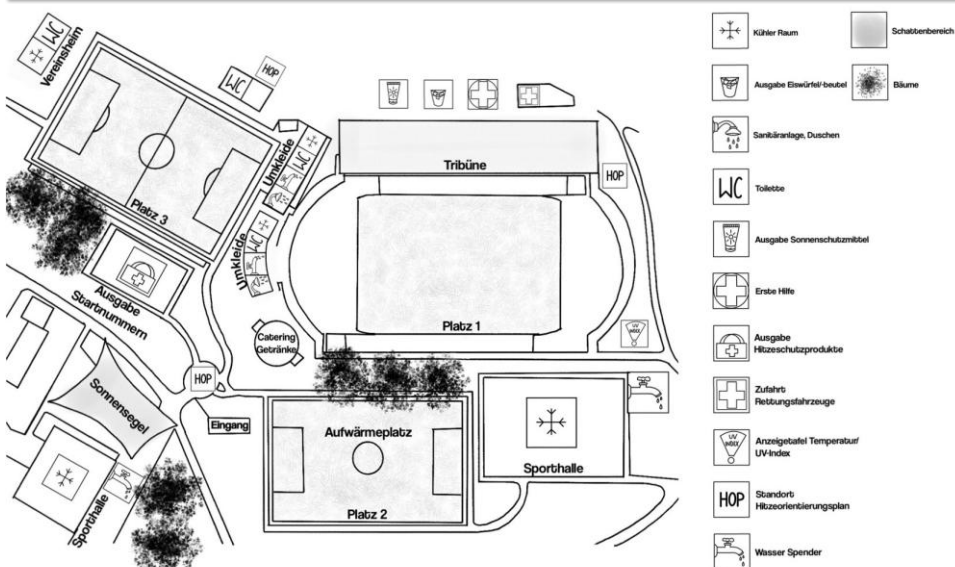 WC
Vereinsheim
WC
HOP
Platz 3
Umkleide
WC
Tribüne
HOP
Umkleide
WC
Ausgabe
Startnummern
Platz 1
UV
INDEX
Catering
Getränke
HOP
Sonnensegel
Eingang
Aufwärmeplatz
Platz 2
Sporthalle
Sporthalle
Kühler Raum
Schattenbereich
Ausgabe Eiswürfel/-beutel
Bäume
Sanitäranlage, Duschen
WC
Toilette
Ausgabe Sonnenschutzmittel
Erste Hilfe
Ausgabe
Hitzeschutzprodukte
Zufahrt
Rettungsfahrzeuge
UV
INDEX
Anzeigetafel Temperatur/
UV-Index
HOP
Standort
Hitzeorientierungsplan
Wasser Spender